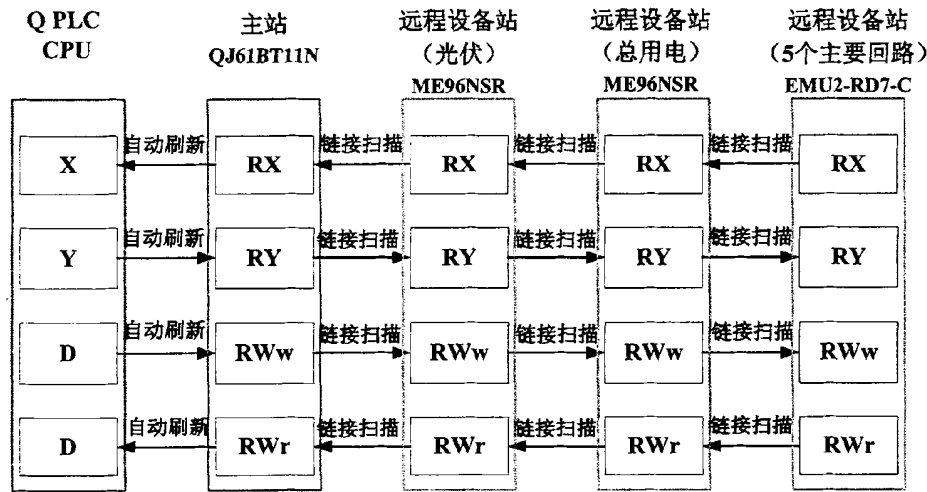 Q PLC
CPU
主站
QJ61BT11N
远程设备站
（光伏）
ME96NSR
远程设备站
（总用电）
ME96NSR
远程设备站
（5个主要回路）
EMU2-RD7-C
X 自动刷新 RX 链接扫描 RX 链接扫描 RX 链接扫描 RX
Y 自动刷新 RY 链接扫描 RY 链接扫描 RY 链接扫描 RY
D 自动刷新 RWw 链接扫描 RWw 链接扫描 RWw 链接扫描 RWw
D 自动刷新 RWr 链接扫描 RWr 链接扫描 RWr 链接扫描 RWr